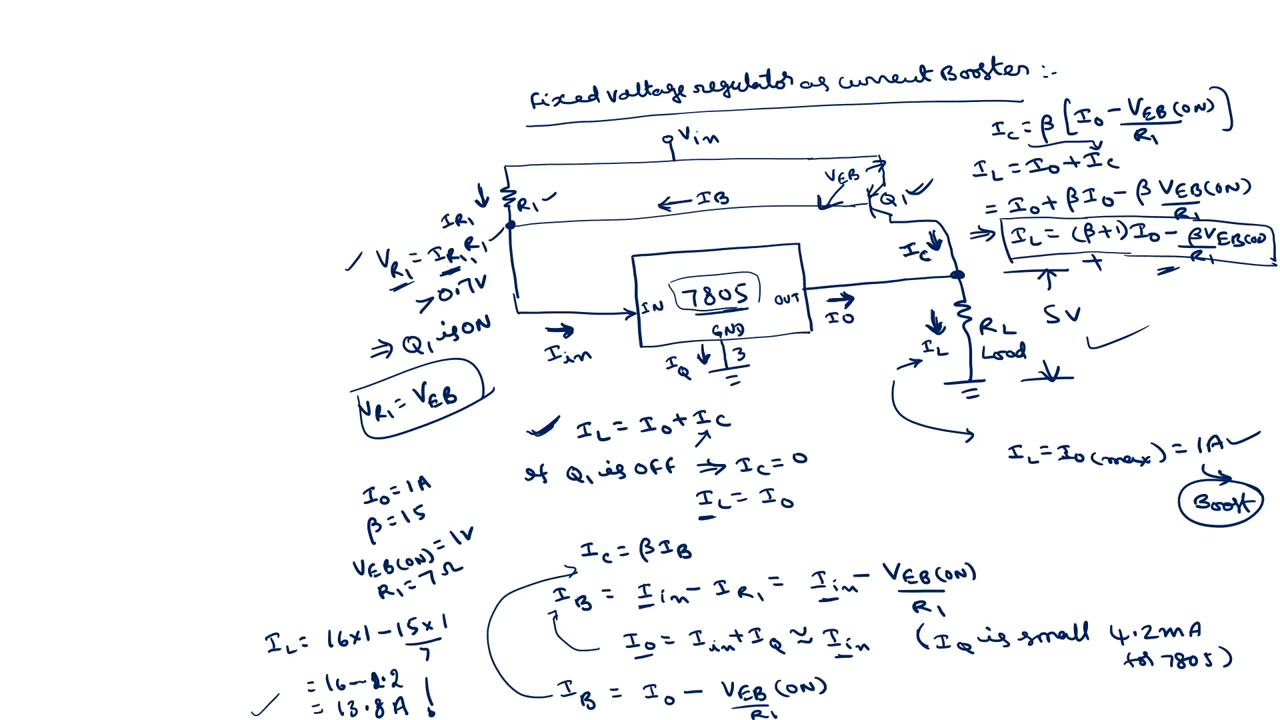 Fixed voltage regulator as current Booster :-
Vin
R1
IR1
IB
VEB
Q1
IC
VR1 = IR1 R1
> 0.7V
⇒ Q1 is ON
VR1 = VEB
IN
7805
OUT
GND
3
Iin
IQ
IO
IL
RL
Load
5V
IC = β [IO - VEB(ON)/R1]
IL = IO + IC
= IO + βIO - β VEB(ON)/R1
⇒ IL = (β+1)IO - βVEB(ON)/R1
+
IL = IO(max) = 1A
Boost
IL = IO + IC
If Q1 is OFF ⇒ IC = 0
IL = IO
IC = βIB
IB = Iin - IR1 = Iin - VEB(ON)/R1
IO = Iin + IQ ≈ Iin (IQ is small 4.2mA
for 7805)
IB = IO - VEB(ON)/R1
IO = 1A
β = 15
VEB(ON) = 1V
R1 = 7Ω
IL = 16x1 - 15x1/7
= 16 - 2.2
= 13.8 A !